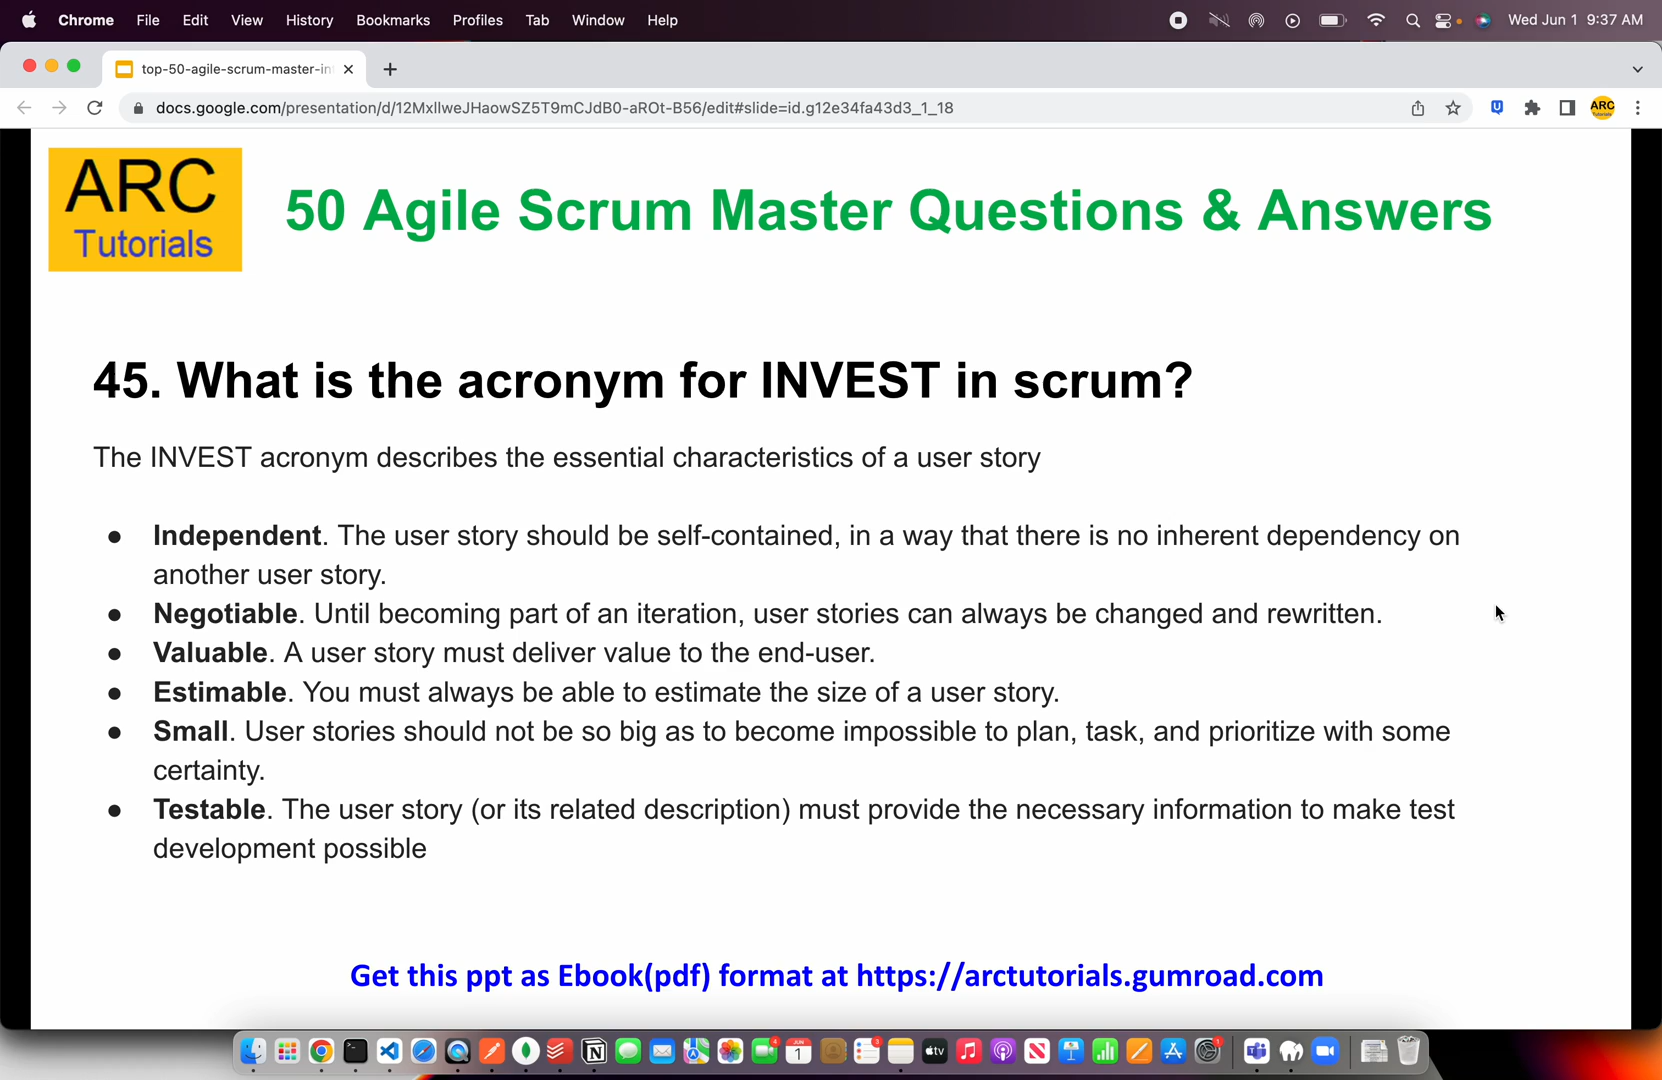 Chrome File Edit View History Bookmarks Profiles Tab Window Help Wed Jun 1 9:37 AM
top-50-agile-scrum-master-in
docs.google.com/presentation/d/12MxllweJHaowSZ5T9mCJdB0-aROt-B56/edit#slide=id.g12e34fa43d3_1_18
ARC
Tutorials
ARC
Tutorials
50 Agile Scrum Master Questions & Answers
45. What is the acronym for INVEST in scrum?
The INVEST acronym describes the essential characteristics of a user story
● Independent. The user story should be self-contained, in a way that there is no inherent dependency on
another user story.
● Negotiable. Until becoming part of an iteration, user stories can always be changed and rewritten.
● Valuable. A user story must deliver value to the end-user.
● Estimable. You must always be able to estimate the size of a user story.
● Small. User stories should not be so big as to become impossible to plan, task, and prioritize with some
certainty.
● Testable. The user story (or its related description) must provide the necessary information to make test
development possible
Get this ppt as Ebook(pdf) format at https://arctutorials.gumroad.com
4
JUN
1
3
tv
1